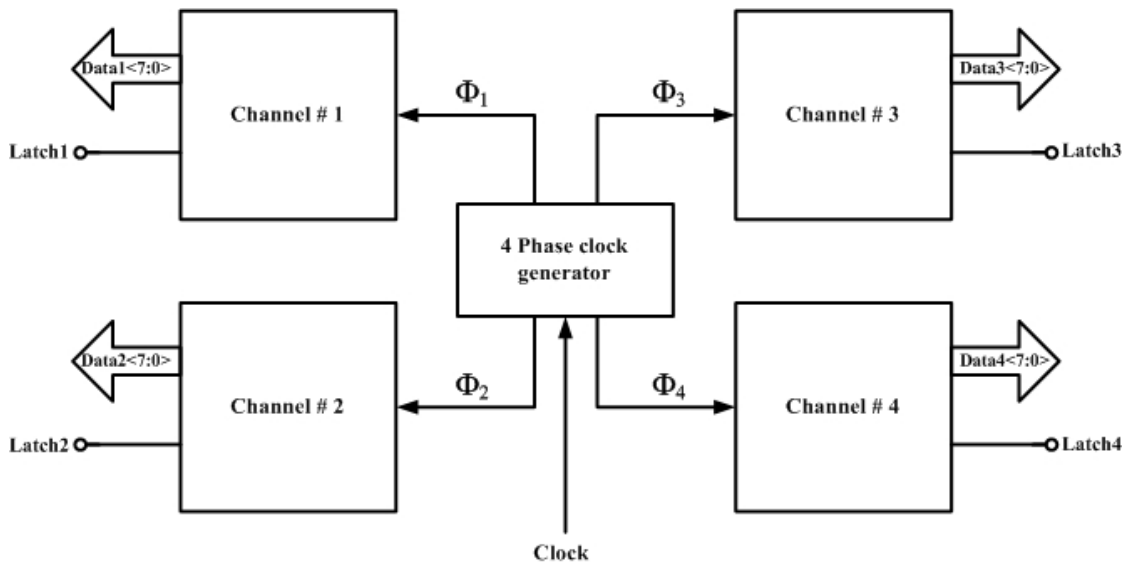 Data1<7:0>
Channel # 1
Latch1
Φ1
Φ3
Channel # 3
Data3<7:0>
Latch3
4 Phase clock
generator
Data2<7:0>
Channel # 2
Latch2
Φ2
Φ4
Channel # 4
Data4<7:0>
Latch4
Clock